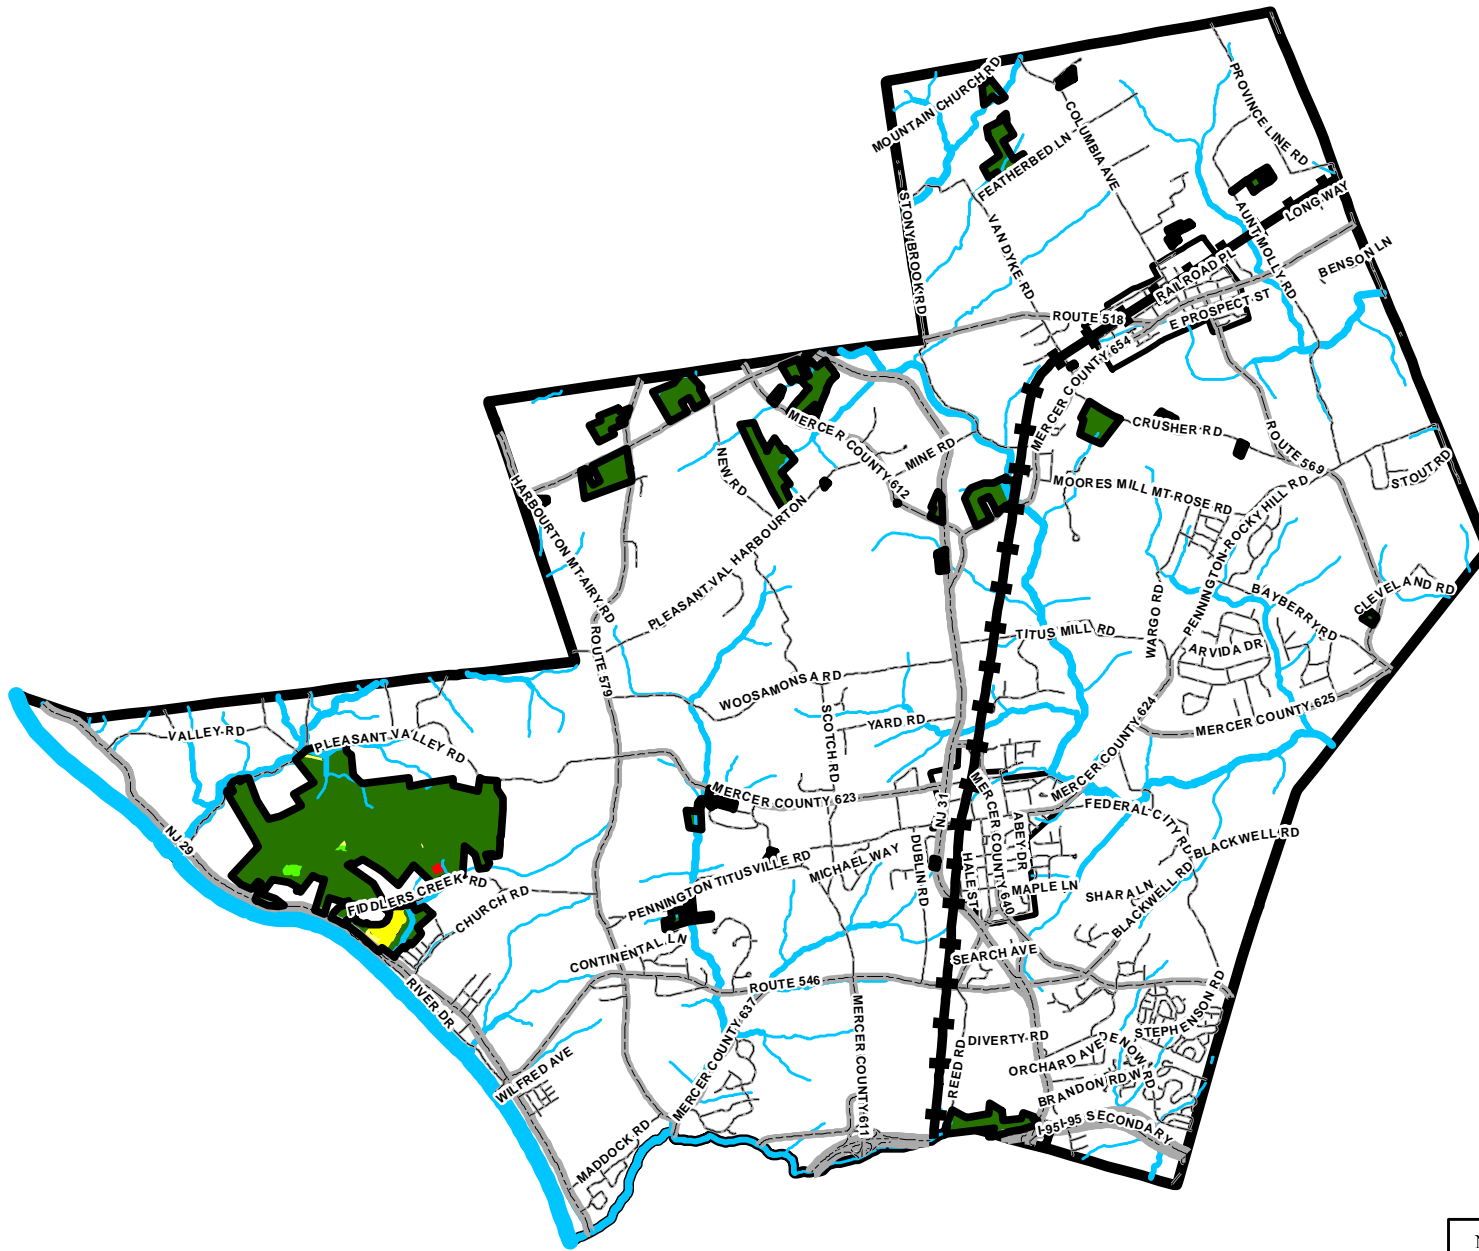 MOUNTAIN CHURCH RD
PROVINCE LINE RD
COLUMBIA AVE
FEATHERBED LN
STONYBROOK RD
VAN DYKE RD
AUNT MOLLY RD
LONG WAY
BENSON LN
RAILROAD PL
E PROSPECT ST
ROUTE 518
MERCER COUNTY 654
CRUSHER RD
ROUTE 569
STOUT RD
MERCER COUNTY 612
MINE RD
NEW RD
MOORES MILL MT ROSE RD
PENNINGTON-ROCKY HILL RD
HARBOURTON MT AIRY RD
PLEASANT VAL HARBOURTON
WARGO RD
BAYBERRY RD
CLEVELAND RD
TITUS MILL RD
ARVIDA DR
ROUTE 579
WOOSAMONSA RD
SCOTCH RD
YARD RD
MERCER COUNTY 624
MERCER COUNTY 625
VALLEY RD
PLEASANT VALLEY RD
MERCER COUNTY 623
NJ 31
MERCER COUNTY 640
ABEY DR
FEDERAL CITY RD
BLACKWELL RD
NJ 29
FIDDLERS CREEK RD
CHURCH RD
PENNINGTON TITUSVILLE RD
MICHAEL WAY
DUBLIN RD
HALE ST
MAPLE LN
SHARA LN
BLACKWELL RD
CONTINENTAL LN
SEARCH AVE
ROUTE 546
RIVER DR
MERCER COUNTY 637
MERCER COUNTY 611
REED RD
DIVERTY RD
ORCHARD AVE
DENOW RD
STEPHENSON RD
BRANDON RD W
WILFRED AVE
MADDOCK RD
I-95
I-95 SECONDARY